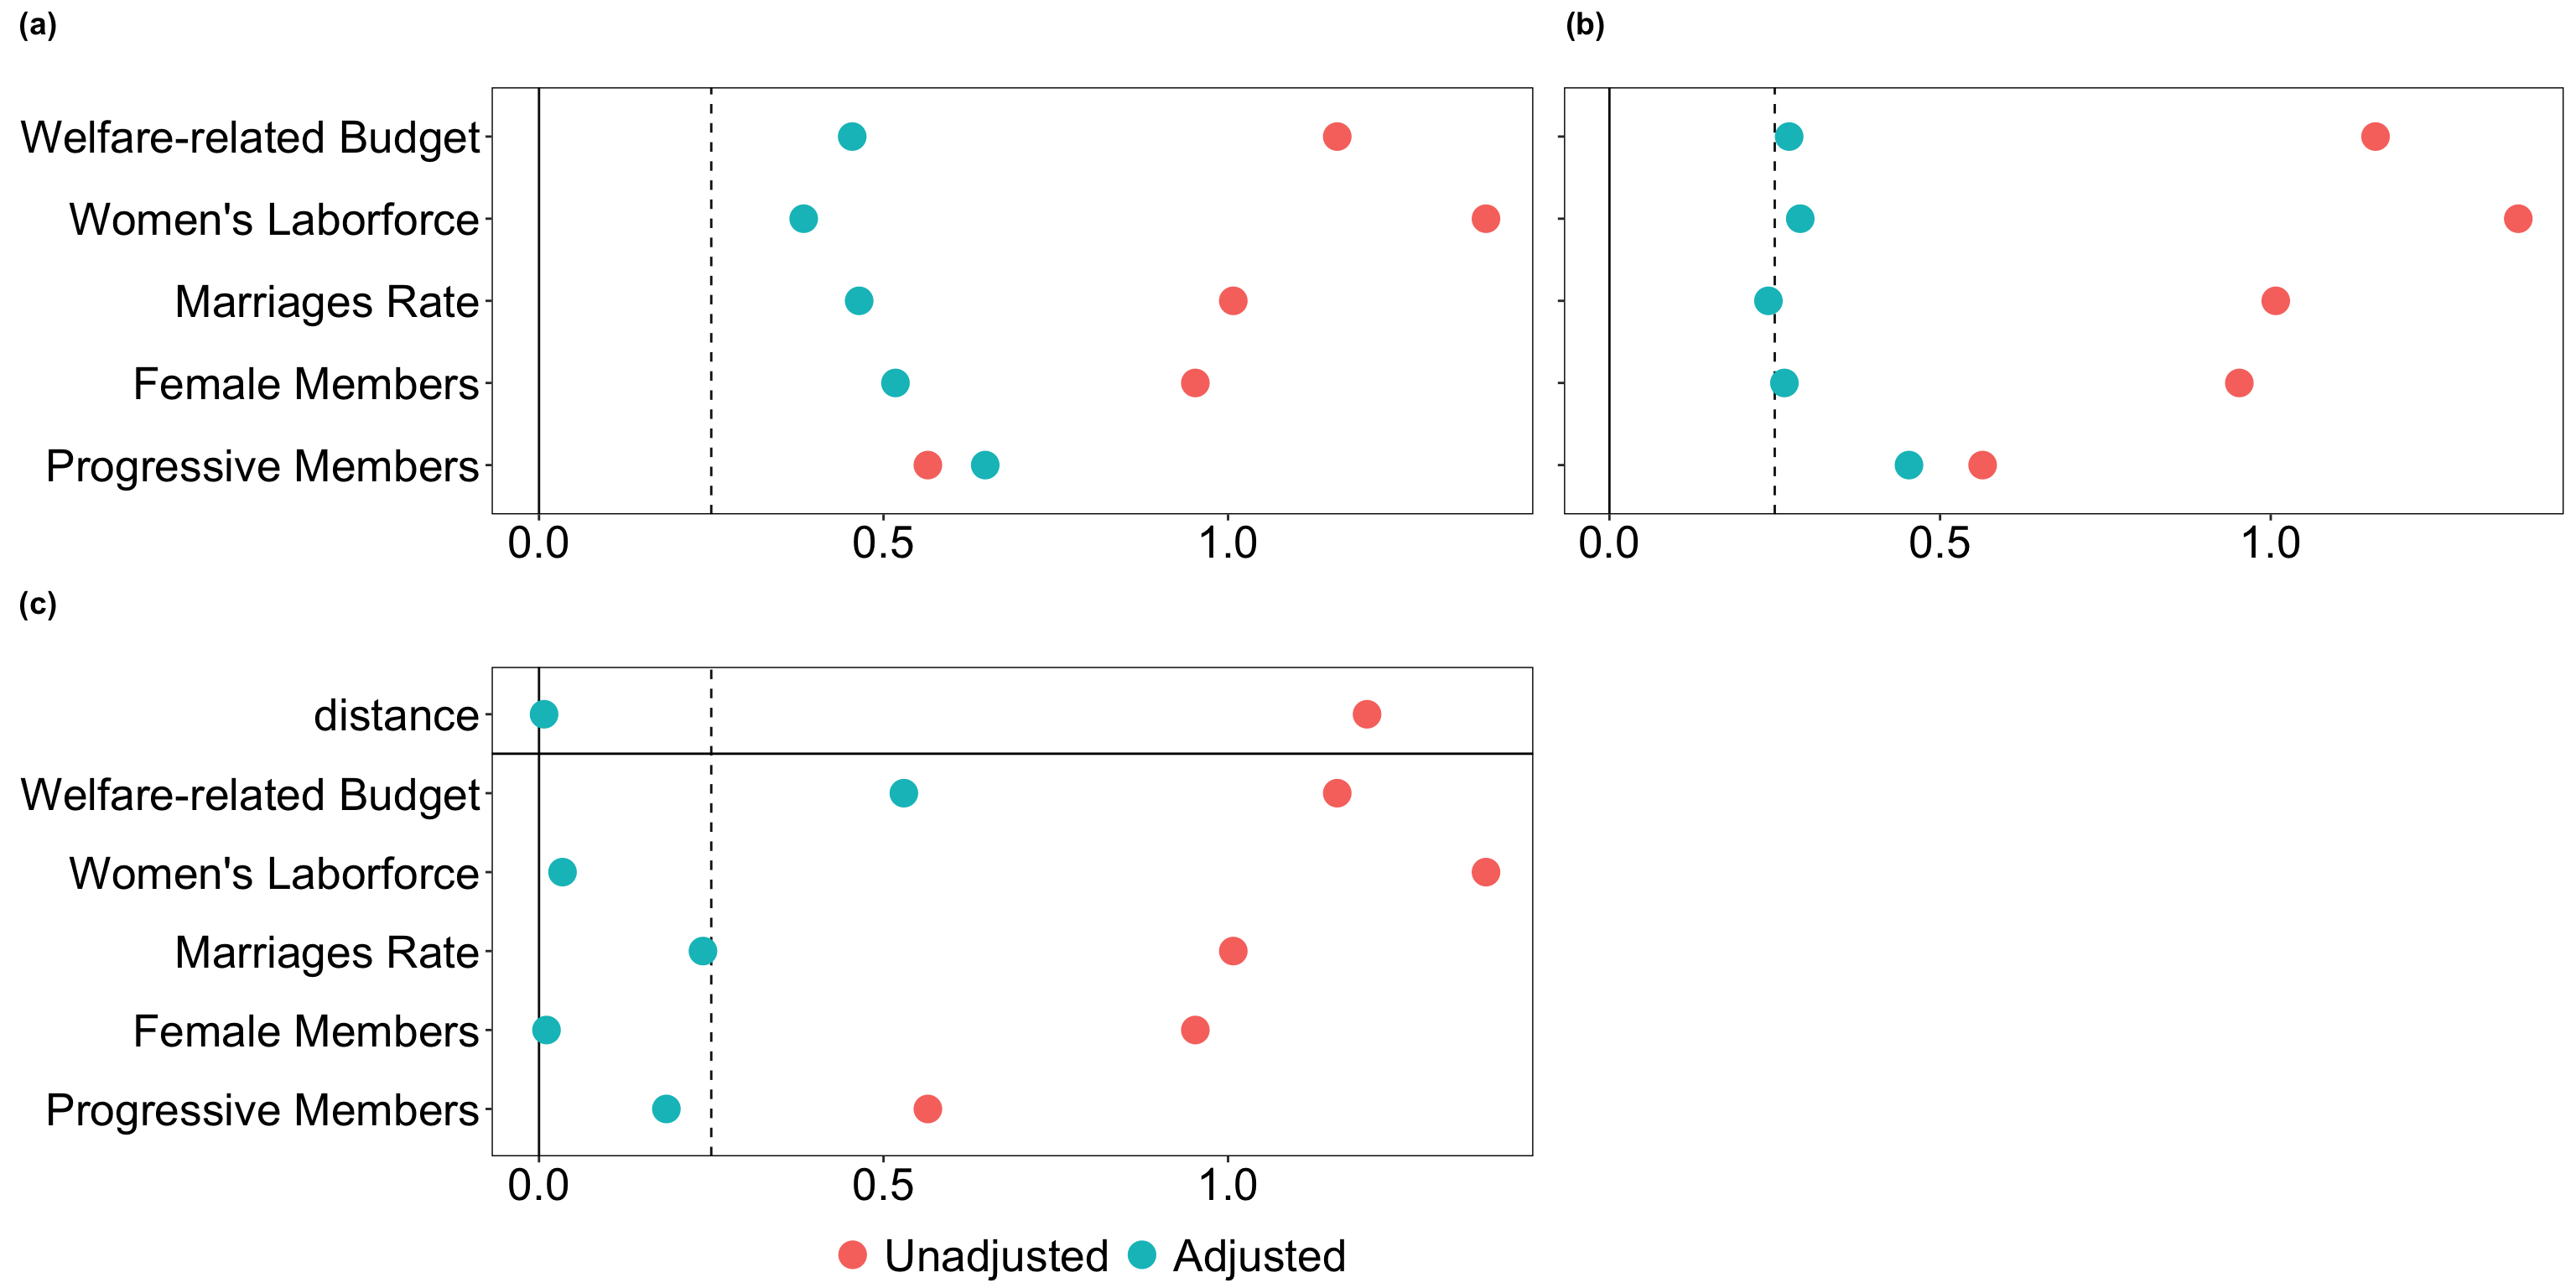 (a)
Welfare-related Budget
Women's Laborforce
Marriages Rate
Female Members
Progressive Members
0.0 0.5 1.0
(b)
0.0 0.5 1.0
(c)
distance
Welfare-related Budget
Women's Laborforce
Marriages Rate
Female Members
Progressive Members
0.0 0.5 1.0
Unadjusted Adjusted